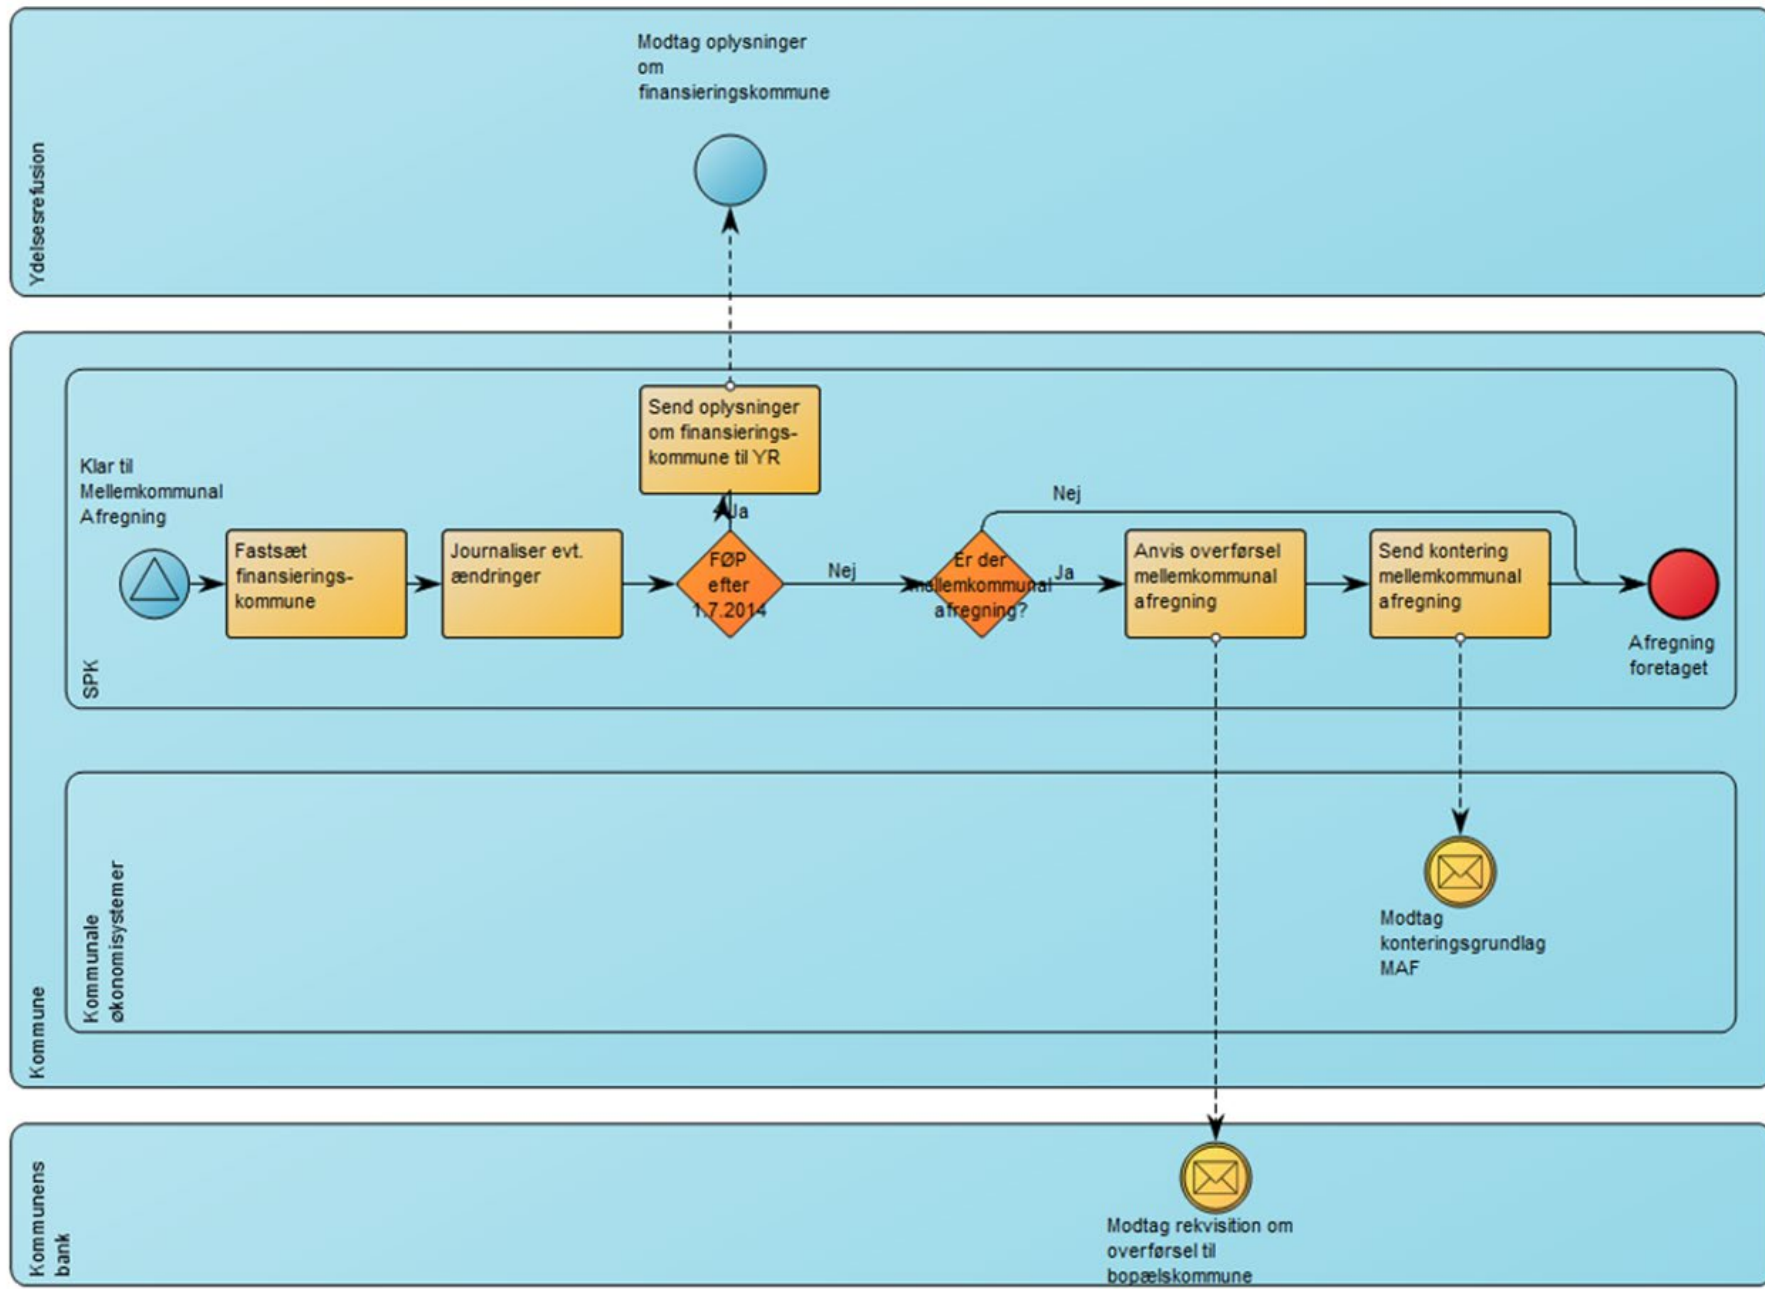 Modtag oplysninger
om
finansieringskommune
Ydelsesrefusion
Send oplysninger
om finansierings-
kommune til YR
Klar til
Mellemkommunal
Afregning
Fastsæt
finansierings-
kommune
Journaliser evt.
ændringer
Ja
FØP
efter
1.7.2014
Nej
Er der
mellemkommunal
afregning?
Nej
Ja
Anvis overførsel
mellemkommunal
afregning
Send kontering
mellemkommunal
afregning
Afregning
foretaget
SPK
Modtag
konteringsgrundlag
MAF
Kommunale
økonomisystemer
Kommune
Modtag rekvisition om
overførsel til
bopælskommune
Kommunens
bank